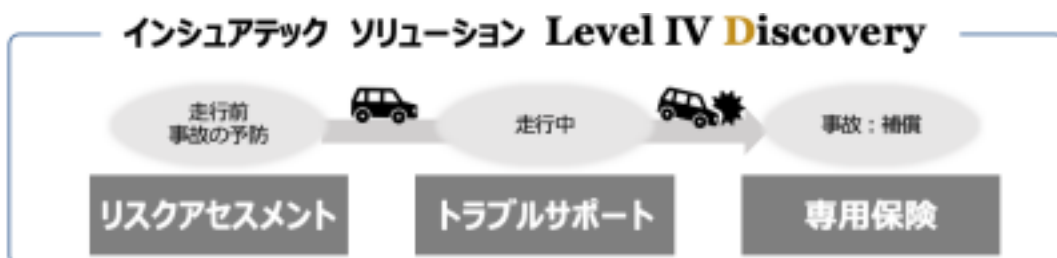 インシュアテック ソリューション Level IV Discovery
走行前
事故の予防
走行中
事故：補償
リスクアセスメント
トラブルサポート
専用保険